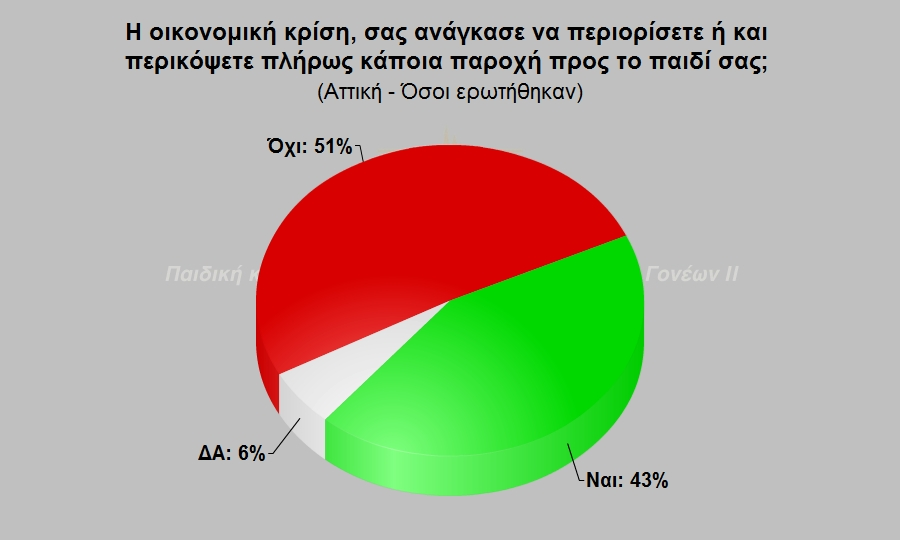 Η οικονομική κρίση, σας ανάγκασε να περιορίσετε ή και
περικόψετε πλήρως κάποια παροχή προς το παιδί σας;
(Αττική - Όσοι ερωτήθηκαν)
Όχι: 51%
Παιδική Γονέων ΙΙ
ΔΑ: 6%
Ναι: 43%